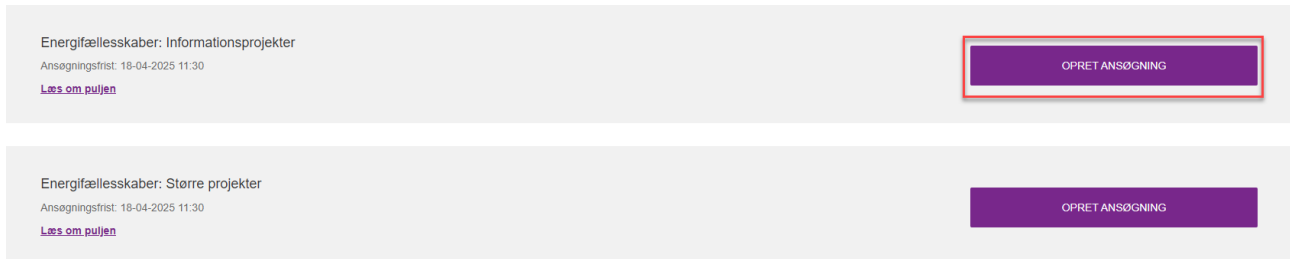 Energifællesskaber: Informationsprojekter
Ansøgningsfrist: 18-04-2025 11:30
Læs om puljen
OPRET ANSØGNING
Energifællesskaber: Større projekter
Ansøgningsfrist: 18-04-2025 11:30
Læs om puljen
OPRET ANSØGNING